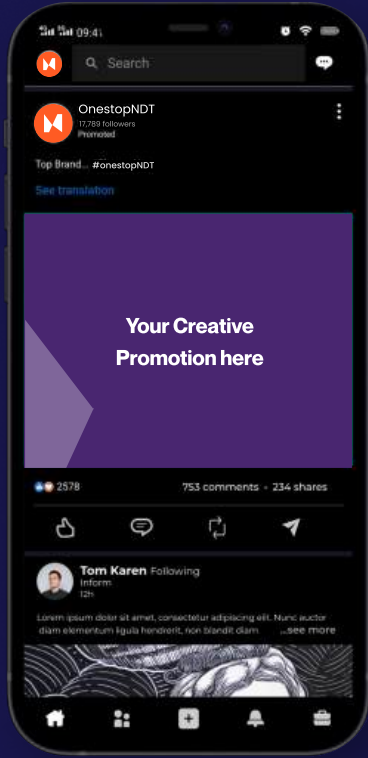 09:41
Search
OnestopNDT
17,789 followers
Promoted
Top Brand... #onestopNDT
See translation
Your Creative
Promotion here
2578 753 comments • 234 shares
Tom Karen Following
Inform
12h
Lorem ipsum dolor sit amet, consectetur adipiscing elit. Nunc auctor
diam elementum ligula hendrerit, non blandit diam ...see more